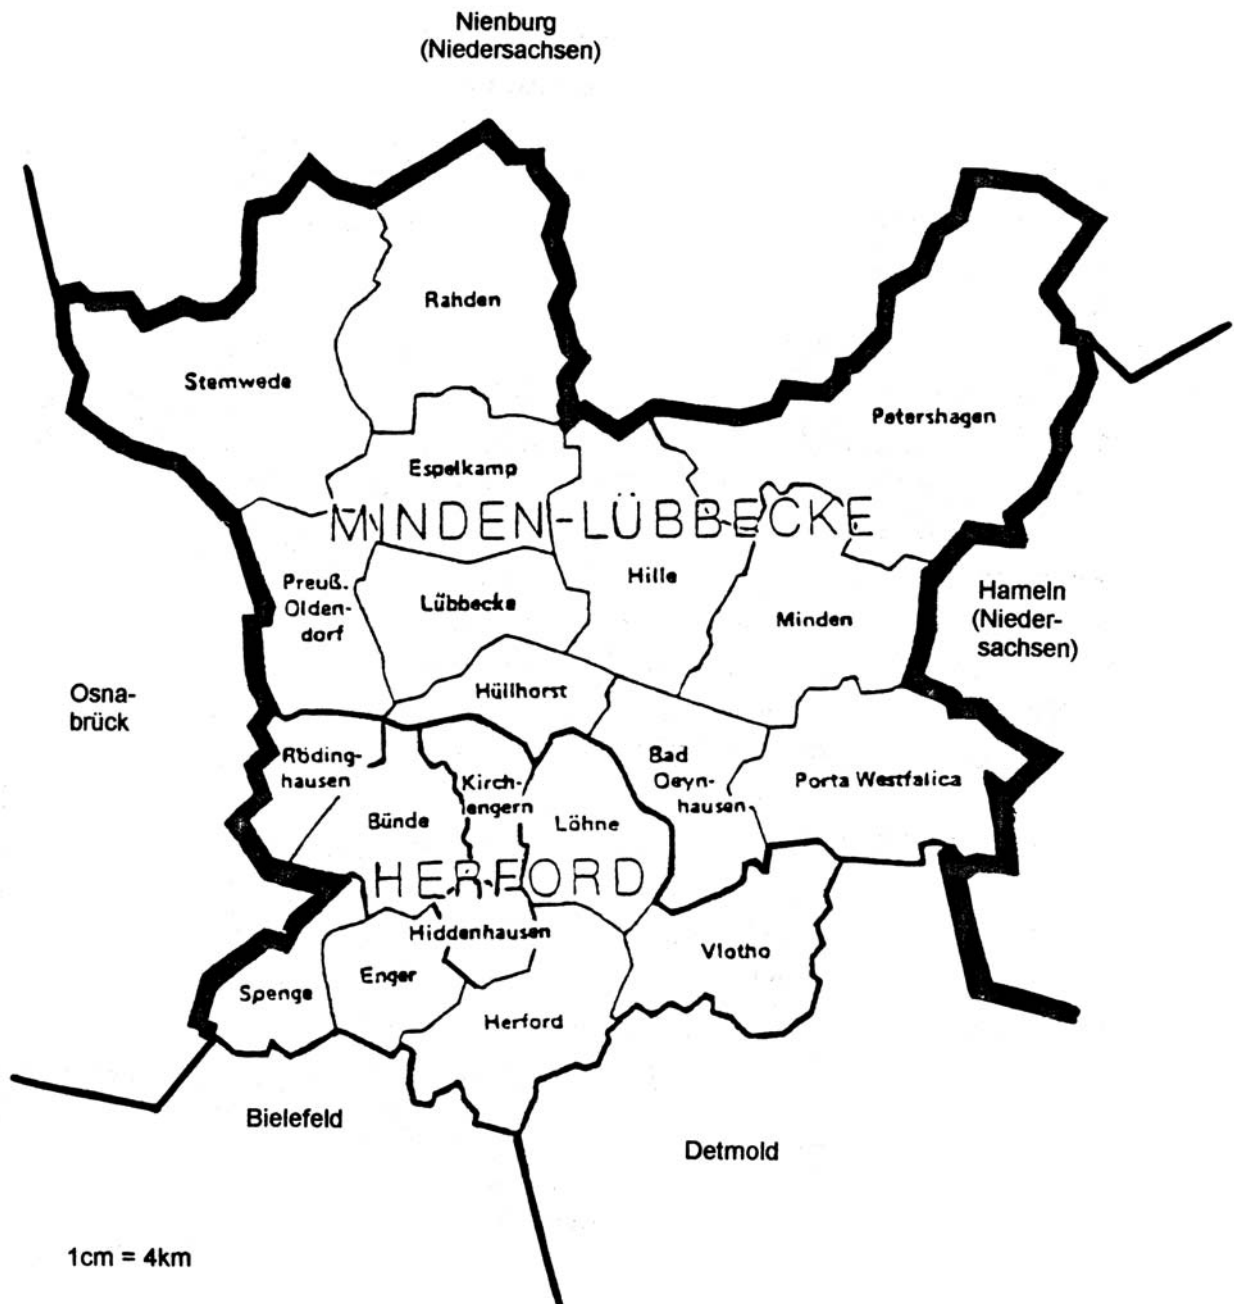 Nienburg
(Niedersachsen)
Rahden
Stemwede
Petershagen
Espelkamp
MINDEN-LÜBBECKE
Preuß.
Olden-
dorf
Lübbecke
Hille
Minden
Hameln
(Nieder-
sachsen)
Osna-
brück
Hüllhorst
Röding-
hausen
Kirch-
lengern
Bad
Oeyn-
hausen
Porta Westfalica
Bünde
Löhne
HERFORD
Hiddenhausen
Vlotho
Enger
Spenge
Herford
Bielefeld
Detmold
1cm = 4km